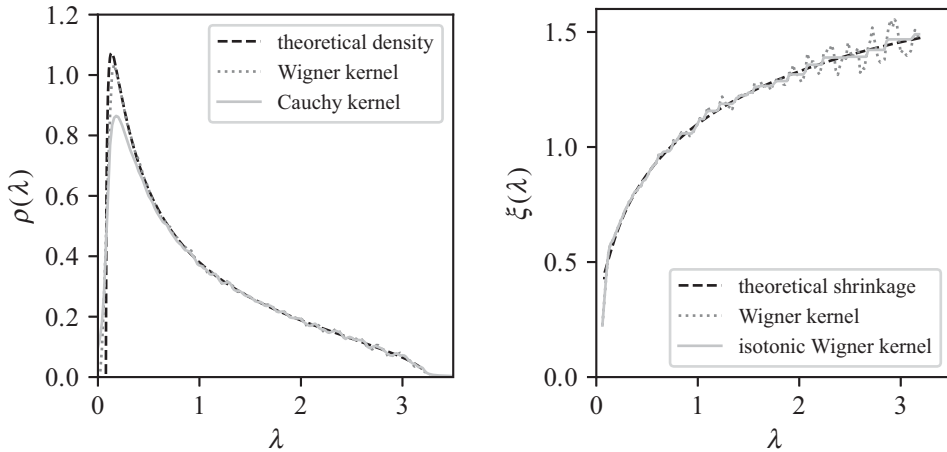 1.2
1.0
0.8
0.6
0.4
0.2
0.0
ρ(λ)
theoretical density
Wigner kernel
Cauchy kernel
0
1
2
3
λ
1.5
1.0
0.5
0.0
ξ(λ)
theoretical shrinkage
Wigner kernel
isotonic Wigner kernel
0
1
2
3
λ